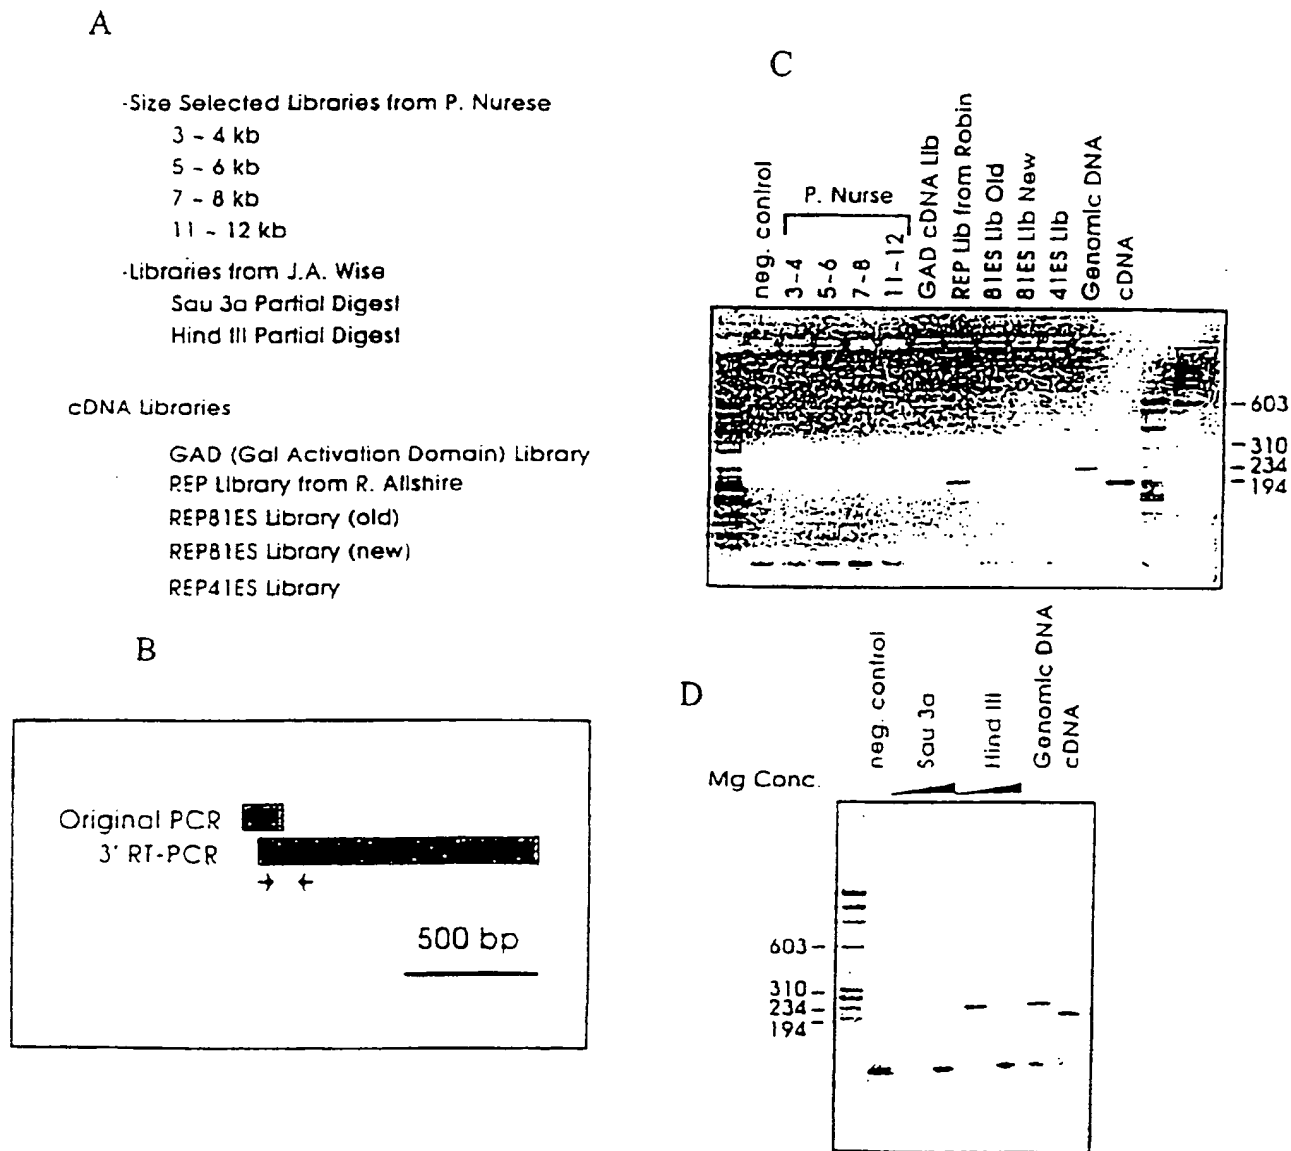 A
-Size Selected Libraries from P. Nurese
3 - 4 kb
5 - 6 kb
7 - 8 kb
11 - 12 kb
-Libraries from J.A. Wise
Sau 3a Partial Digest
Hind III Partial Digest
cDNA Libraries
GAD (Gal Activation Domain) Library
REP Library from R. Allshire
REP81ES Library (old)
REP81ES Library (new)
REP41ES Library
B
Original PCR
3' RT-PCR
500 bp
C
neg. control
P. Nurse
3-4
5-6
7-8
11-12
GAD cDNA Lib
REP Lib from Robin
81ES Lib Old
81ES Lib New
41ES Lib
Genomic DNA
cDNA
603
310
234
194
D
neg. control
Sau 3a
Hind III
Genomic DNA
cDNA
Mg Conc.
603
310
234
194